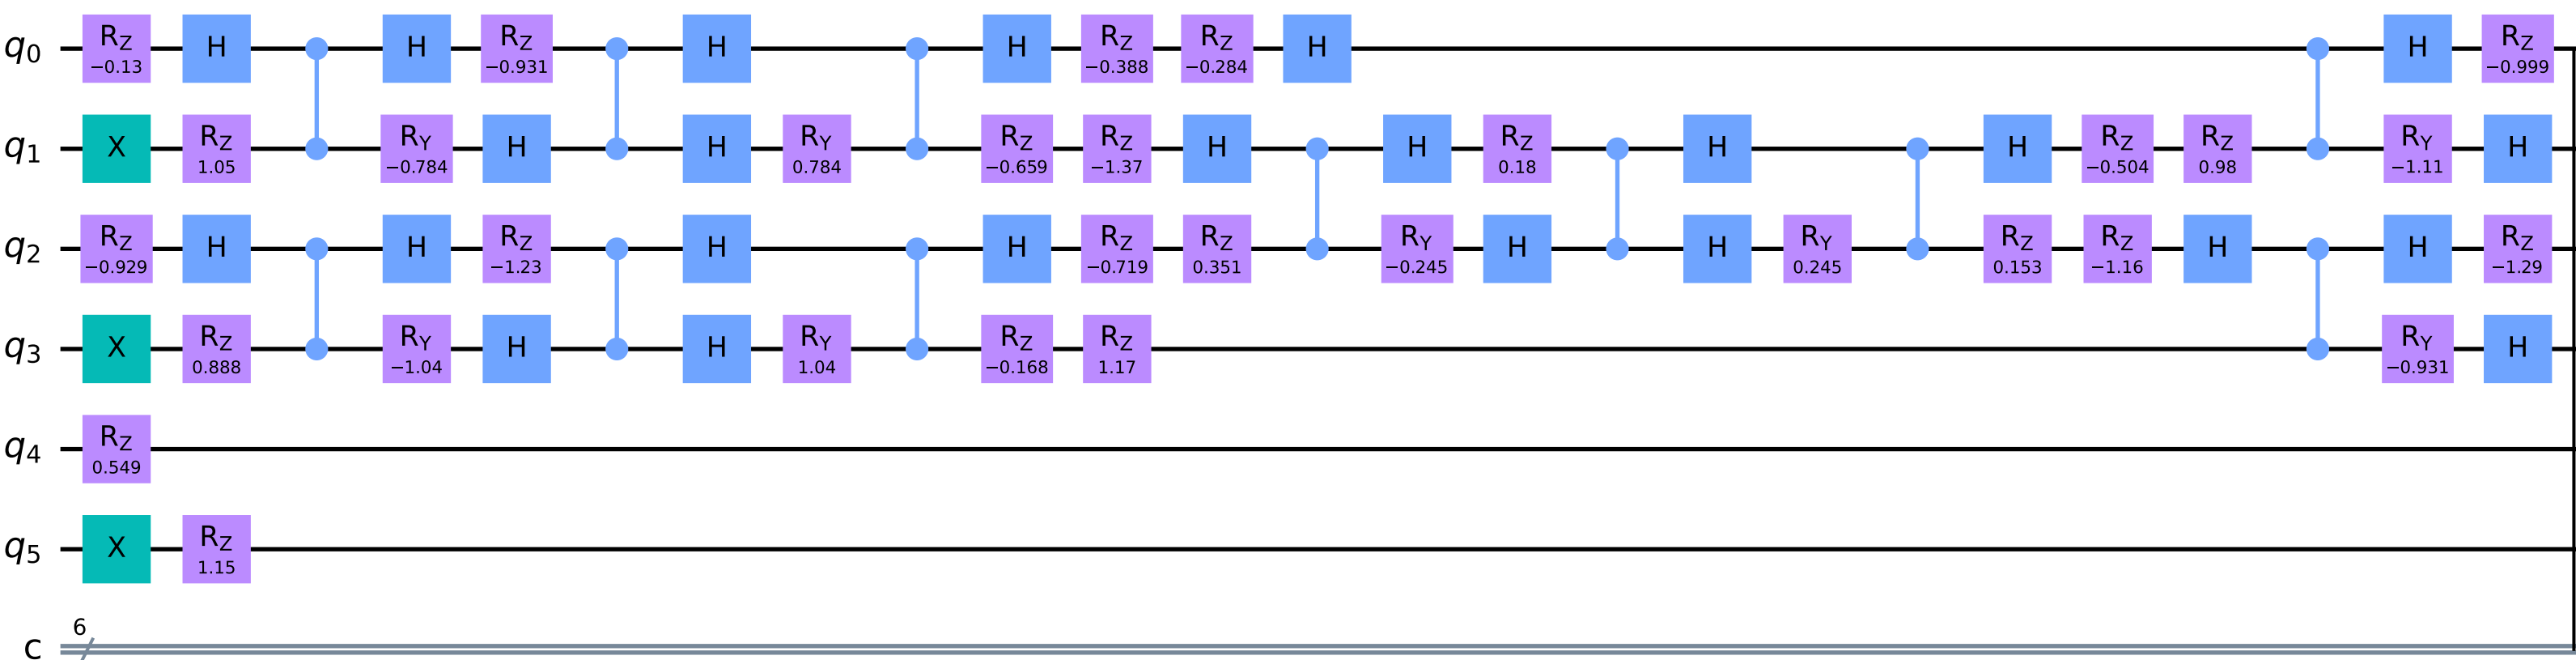 q0 RZ −0.13 H H RZ −0.931 H H RZ −0.388 RZ −0.284 H H RZ −0.999
q1 X RZ 1.05 RY −0.784 H H RY 0.784 RZ −0.659 RZ −1.37 H H RZ 0.18 H H RZ −0.504 RZ 0.98 RY −1.11 H
q2 RZ −0.929 H H RZ −1.23 H H RZ −0.719 RZ 0.351 RY −0.245 H H RY 0.245 RZ 0.153 RZ −1.16 H H RZ −1.29
q3 X RZ 0.888 RY −1.04 H H RY 1.04 RZ −0.168 RZ 1.17 RY −0.931 H
q4 RZ 0.549
q5 X RZ 1.15
c 6